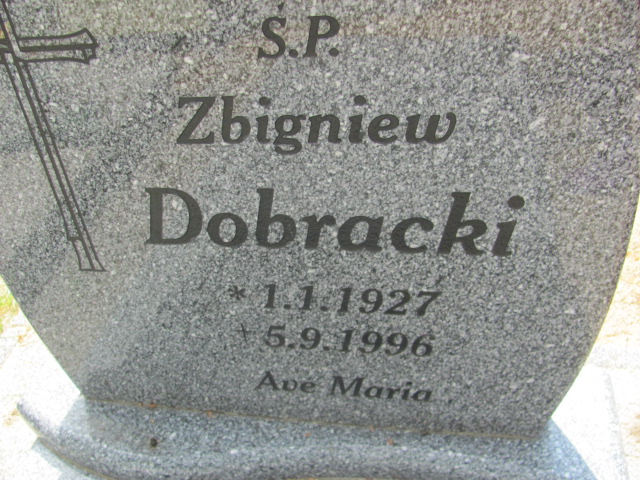 Ś.P.
Zbigniew
Dobracki
* 1.1.1927
† 5.9.1996
Ave Maria